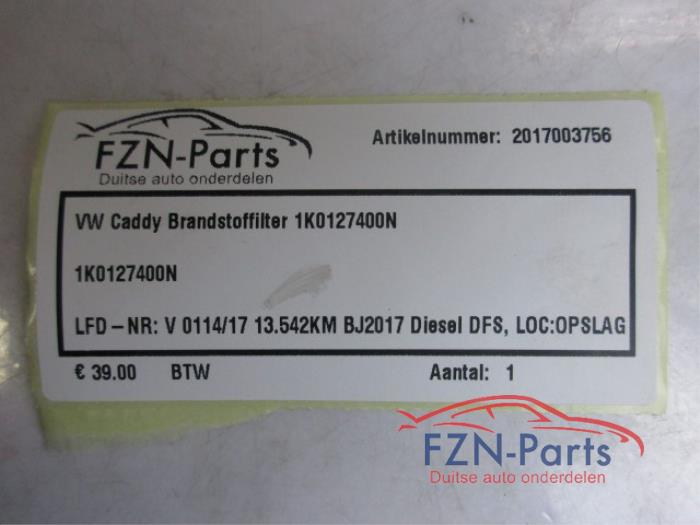 FZN-Parts
Duitse auto onderdelen
Artikelnummer: 2017003756
VW Caddy Brandstoffilter 1K0127400N
1K0127400N
LFD-NR: V 0114/17 13.542KM BJ2017 Diesel DFS, LOC:OPSLAG
€ 39.00 BTW Aantal: 1
FZN-Parts
Duitse auto onderdelen